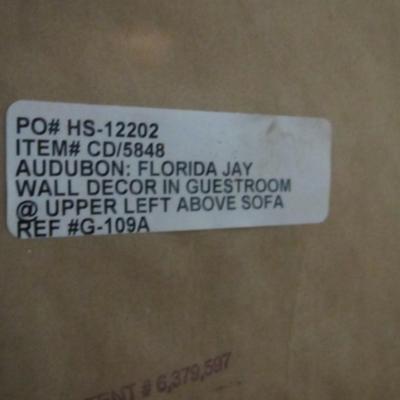 PO# HS-12202
ITEM# CD/5848
AUDUBON: FLORIDA JAY
WALL DECOR IN GUESTROOM
@ UPPER LEFT ABOVE SOFA
REF #G-109A
# 6,379,597